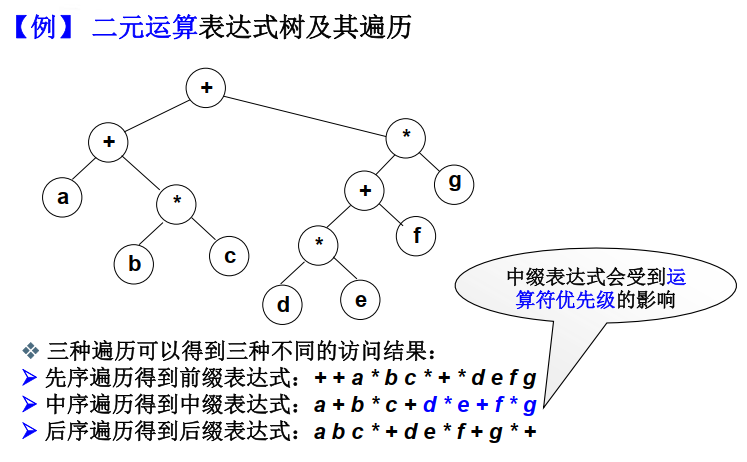 【例】 二元运算表达式树及其遍历
+
+
*
a
*
+
g
b
c
*
f
d
e
中缀表达式会受到运
算符优先级的影响
❖ 三种遍历可以得到三种不同的访问结果：
➢ 先序遍历得到前缀表达式：+ + a * b c * + * d e f g
➢ 中序遍历得到中缀表达式：a + b * c + d * e + f * g
➢ 后序遍历得到后缀表达式：a b c * + d e * f + g * +